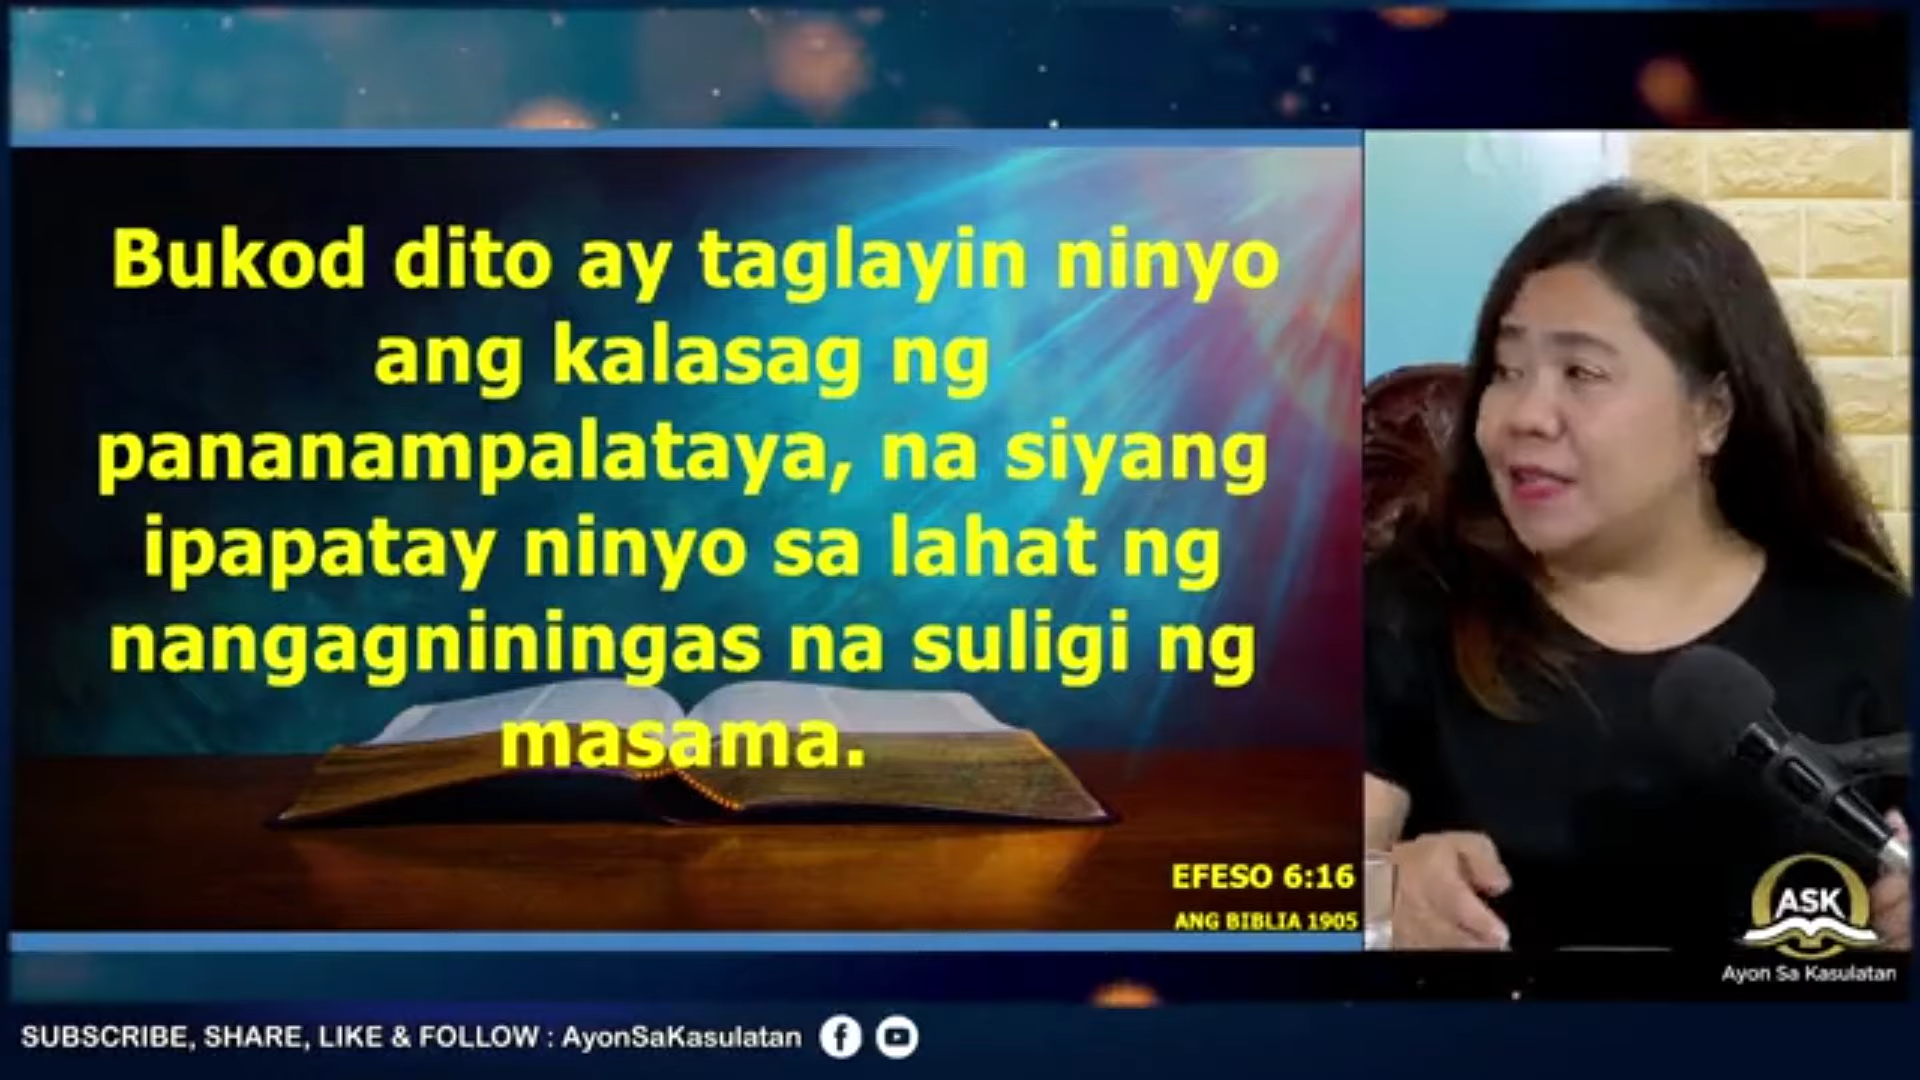 Bukod dito ay taglayin ninyo
ang kalasag ng
pananampalataya, na siyang
ipapatay ninyo sa lahat ng
nangagniningas na suligi ng
masama.
EFESO 6:16
ANG BIBLIA 1905
ASK
Ayon Sa Kasulatan
SUBSCRIBE, SHARE, LIKE & FOLLOW : AyonSaKasulatan